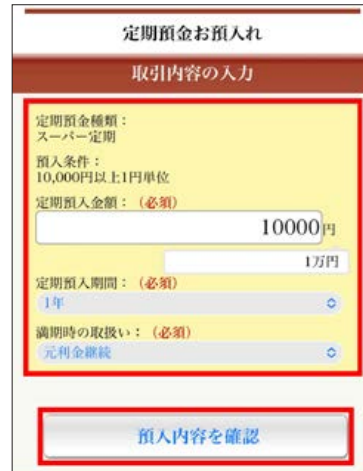 定期預金お預入れ
取引内容の入力
定期預金種類：
スーパー定期
預入条件：
10,000円以上1円単位
定期預入金額：（必須）
10000円
1万円
定期預入期間：（必須）
1年
満期時の取扱い：（必須）
元利金継続
預入内容を確認